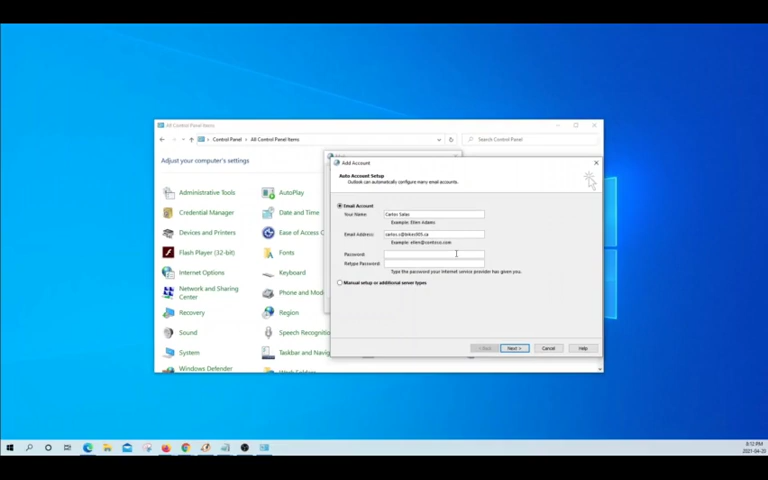 All Control Panel Items
Control Panel > All Control Panel Items
Search Control Panel
Adjust your computer's settings
Administrative Tools
AutoPlay
Credential Manager
Date and Time
Devices and Printers
Ease of Access
Flash Player (32-bit)
Fonts
Internet Options
Keyboard
Network and Sharing
Center
Phone and Mod
Recovery
Region
Sound
Speech Recognitio
System
Taskbar and Navig
Windows Defender
Add Account
Auto Account Setup
Outlook can automatically configure many email accounts.
Email Account
Your Name:
Example: Ellen Adams
Email Address:
Example: ellen@contoso.com
Password:
Retype Password:
Type the password your Internet service provider has given you.
Manual setup or additional server types
< Back
Next >
Cancel
Help
8:12 PM
2021-04-25